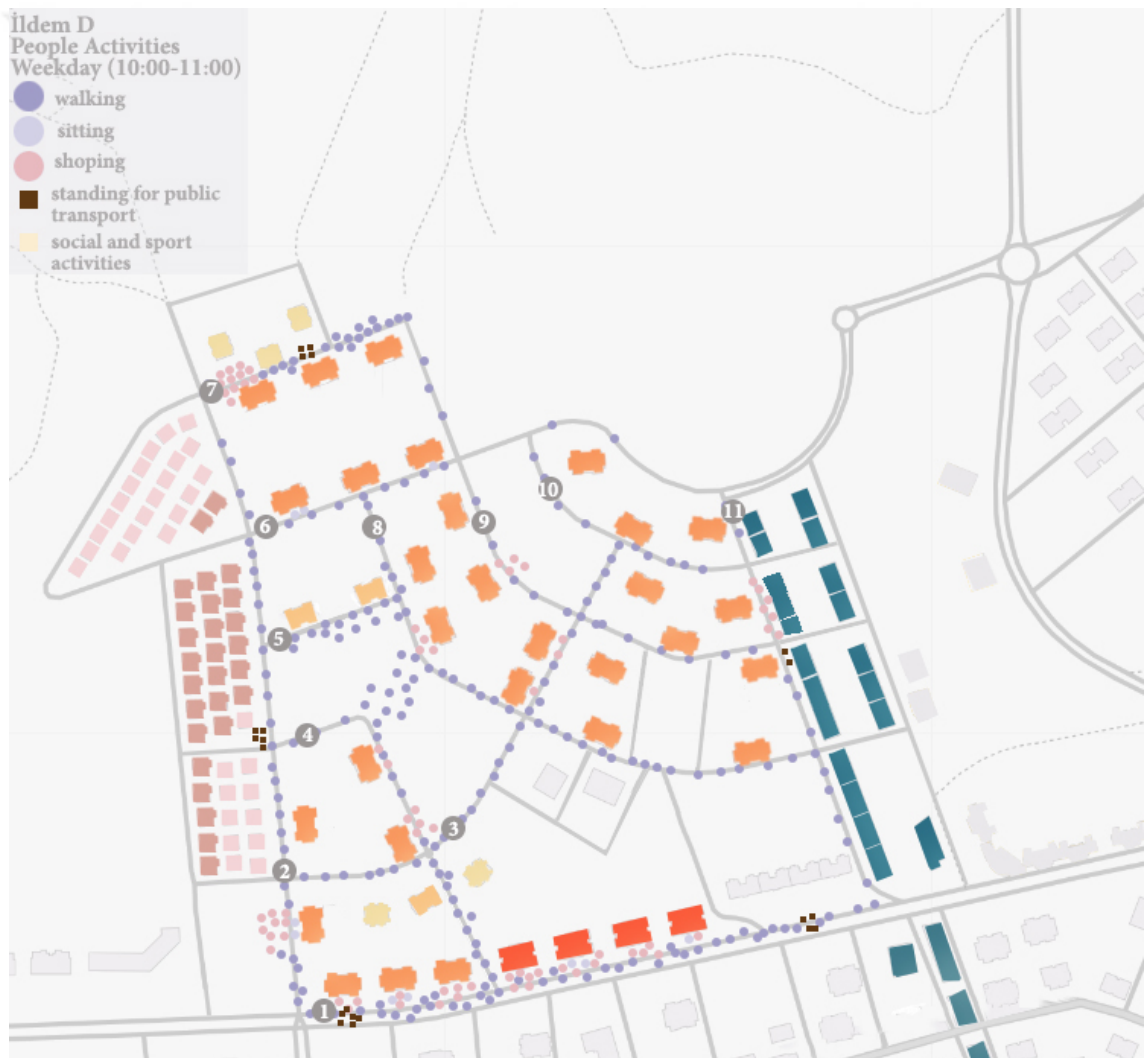 İldem D
People Activities
Weekday (10:00-11:00)
walking
sitting
shoping
standing for public
transport
social and sport
activities
7
10
11
6
8
9
5
4
3
2
1